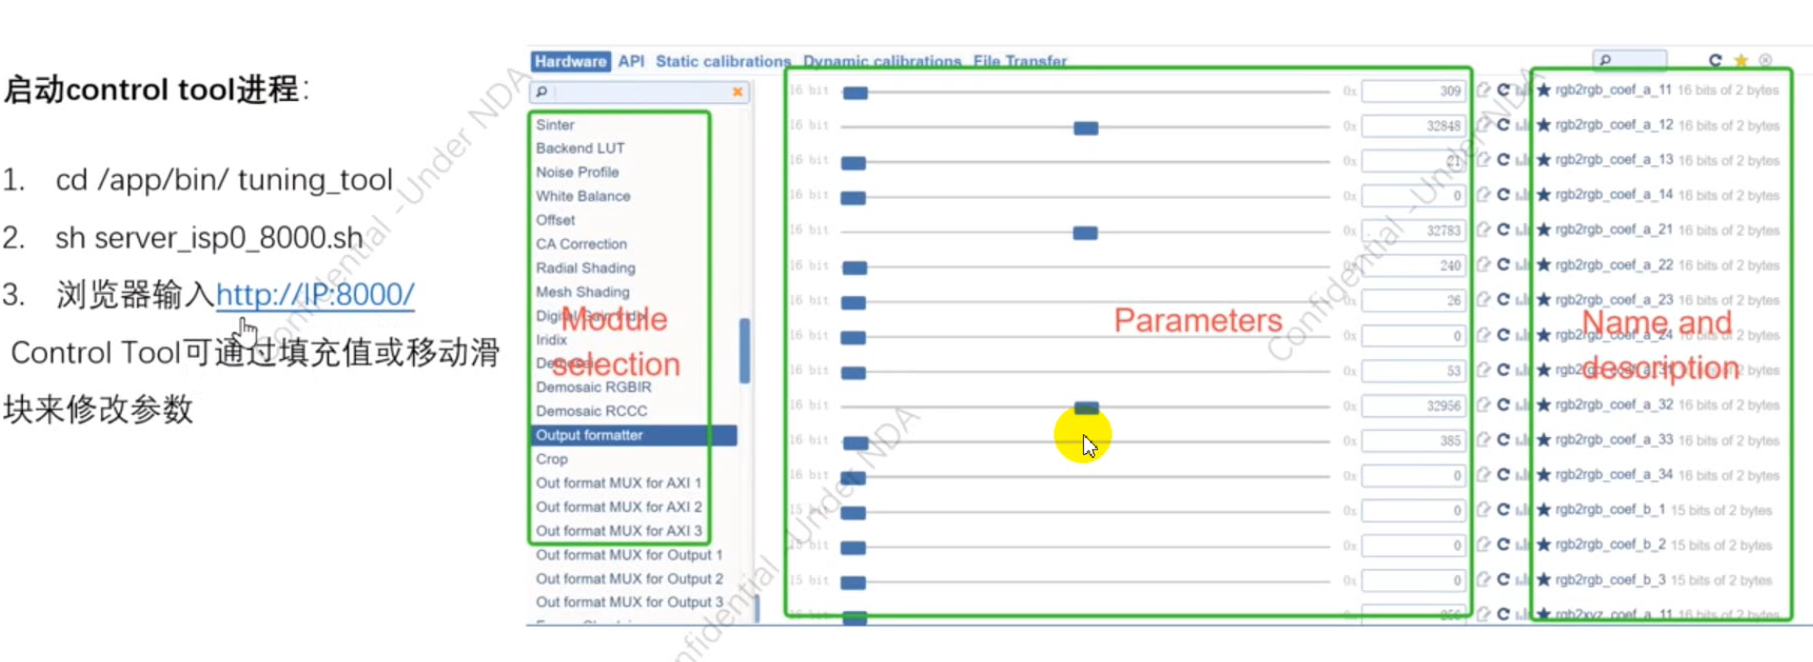 启动control tool进程：
1. cd /app/bin/ tuning_tool
2. sh server_isp0_8000.sh
3. 浏览器输入http://IP:8000/
Control Tool可通过填充值或移动滑
块来修改参数
Hardware API Static calibrations Dynamic calibrations File Transfer
Sinter
Backend LUT
Noise Profile
White Balance
Offset
CA Correction
Radial Shading
Mesh Shading
Digital Gain Iridix
Iridix
Demosaic RGBIR
Demosaic RCCC
Output formatter
Crop
Out format MUX for AXI 1
Out format MUX for AXI 2
Out format MUX for AXI 3
Out format MUX for Output 1
Out format MUX for Output 2
Out format MUX for Output 3
Module
selection
Parameters
Name and
description
16 bit 0x 309 rgb2rgb_coef_a_11 16 bits of 2 bytes
16 bit 0x 32848 rgb2rgb_coef_a_12 16 bits of 2 bytes
16 bit 0x 21 rgb2rgb_coef_a_13 16 bits of 2 bytes
16 bit 0x 0 rgb2rgb_coef_a_14 16 bits of 2 bytes
16 bit 0x 32783 rgb2rgb_coef_a_21 16 bits of 2 bytes
16 bit 0x 240 rgb2rgb_coef_a_22 16 bits of 2 bytes
16 bit 0x 26 rgb2rgb_coef_a_23 16 bits of 2 bytes
16 bit 0x 0 rgb2rgb_coef_a_24 16 bits of 2 bytes
16 bit 0x 53 16 bits of 2 bytes
16 bit 0x 32956 rgb2rgb_coef_a_32 16 bits of 2 bytes
16 bit 0x 385 rgb2rgb_coef_a_33 16 bits of 2 bytes
16 bit 0x 0 rgb2rgb_coef_a_34 16 bits of 2 bytes
15 bit 0x 0 rgb2rgb_coef_b_1 15 bits of 2 bytes
15 bit 0x 0 rgb2rgb_coef_b_2 15 bits of 2 bytes
15 bit 0x 0 rgb2rgb_coef_b_3 15 bits of 2 bytes
256 rgb2xyz_coef_a_11 16 bits of 2 bytes
Confidential -Under NDA
Confidential -Under NDA
Confidential -Under NDA